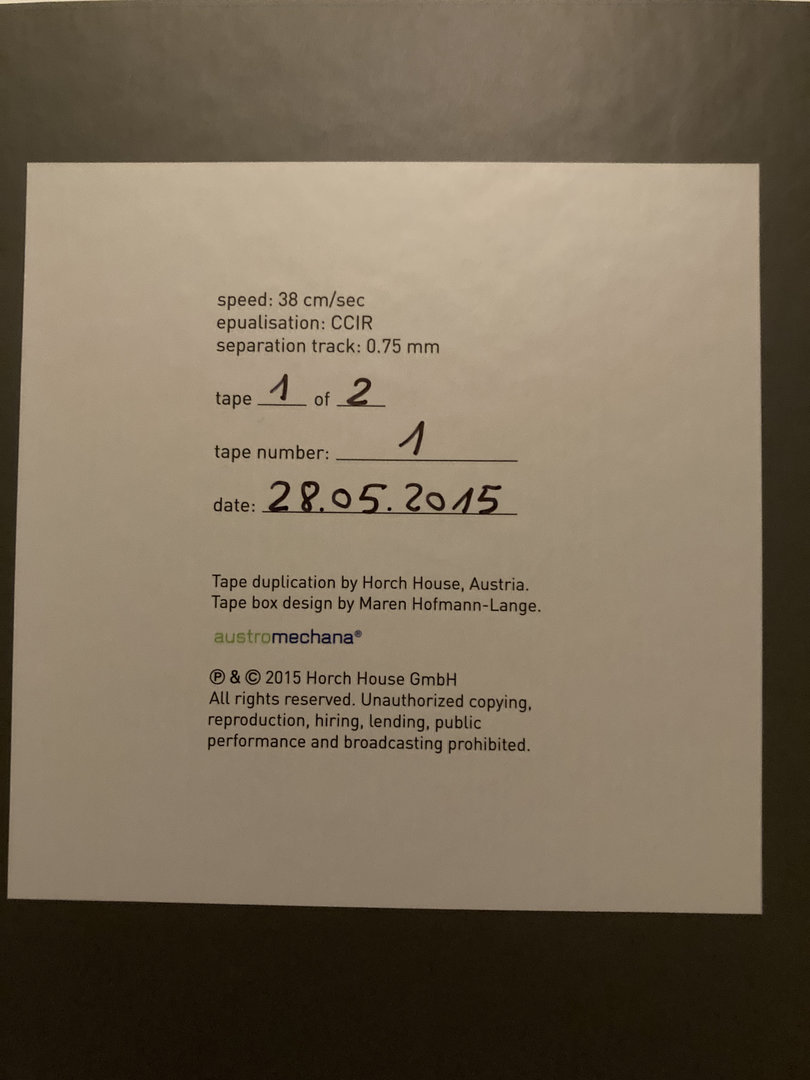 speed: 38 cm/sec
epualisation: CCIR
separation track: 0.75 mm
tape 1 of 2
tape number: 1
date: 28.05.2015
Tape duplication by Horch House, Austria.
Tape box design by Maren Hofmann-Lange.
austromechana®
℗ & © 2015 Horch House GmbH
All rights reserved. Unauthorized copying,
reproduction, hiring, lending, public
performance and broadcasting prohibited.